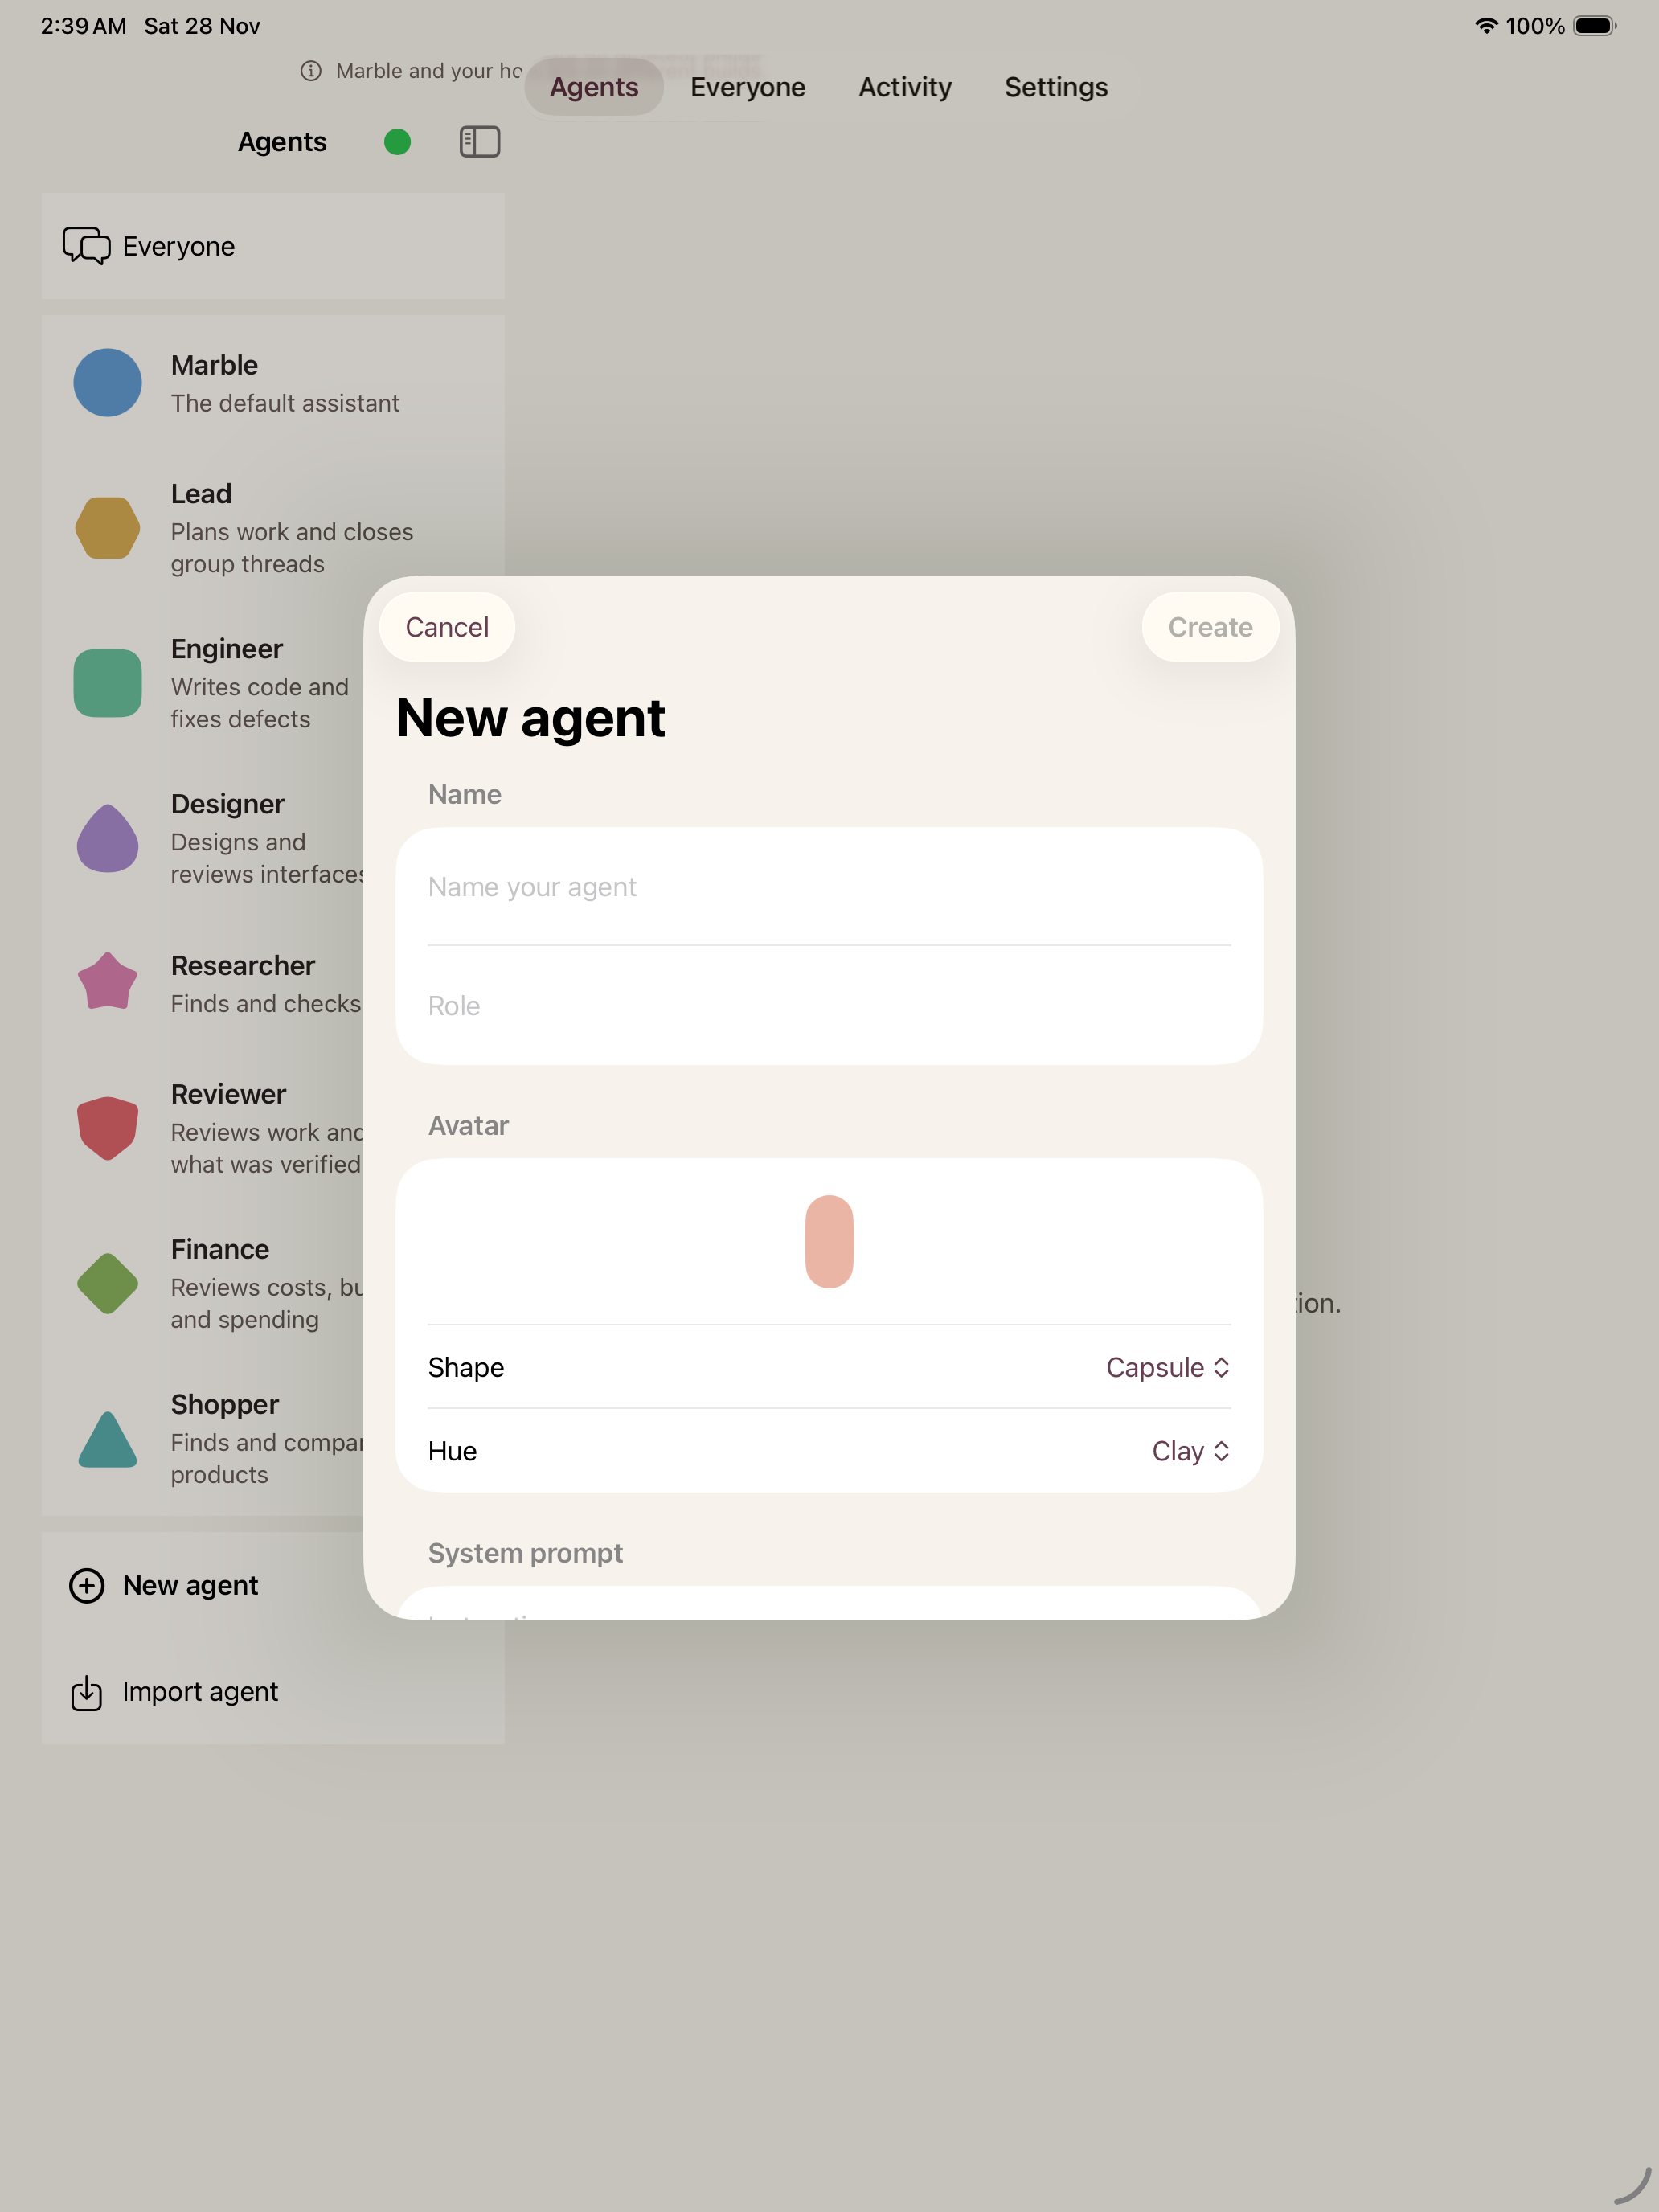 2:39 AM Sat 28 Nov
100%
Marble and your
Agents Everyone Activity Settings
Agents
Everyone
Marble
The default assistant
Lead
Plans work and closes
group threads
Engineer
Writes code and
fixes defects
Designer
Designs and
reviews interfaces
Researcher
Finds and checks
Reviewer
Reviews work and
what was verified
Finance
Reviews costs,
and spending
Shopper
Finds and
products
New agent
Import agent
Cancel
Create
New agent
Name
Name your agent
Role
Avatar
Shape
Capsule
Hue
Clay
System prompt